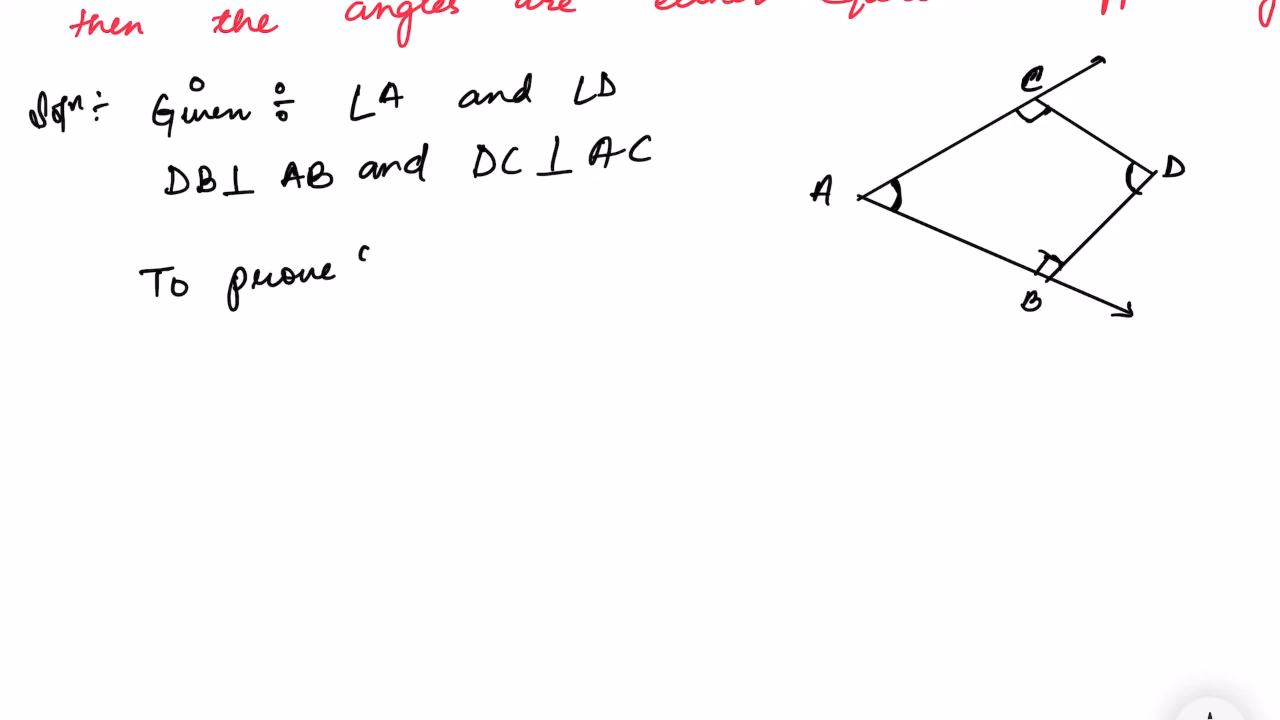 then the angles are
Solⁿ:- Given ÷ ∠A and ∠D
DB⊥ AB and DC ⊥ AC
To prove
C
A
D
B